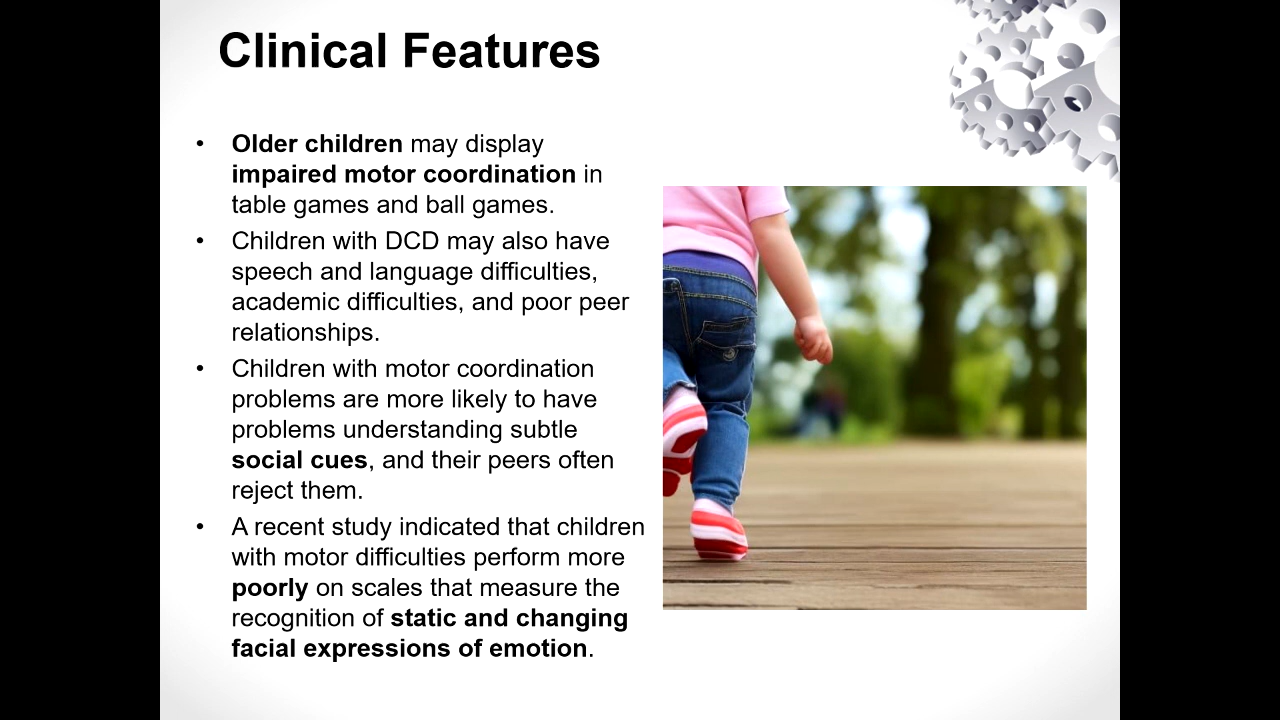 Clinical Features
• Older children may display
impaired motor coordination in
table games and ball games.
• Children with DCD may also have
speech and language difficulties,
academic difficulties, and poor peer
relationships.
• Children with motor coordination
problems are more likely to have
problems understanding subtle
social cues, and their peers often
reject them.
• A recent study indicated that children
with motor difficulties perform more
poorly on scales that measure the
recognition of static and changing
facial expressions of emotion.